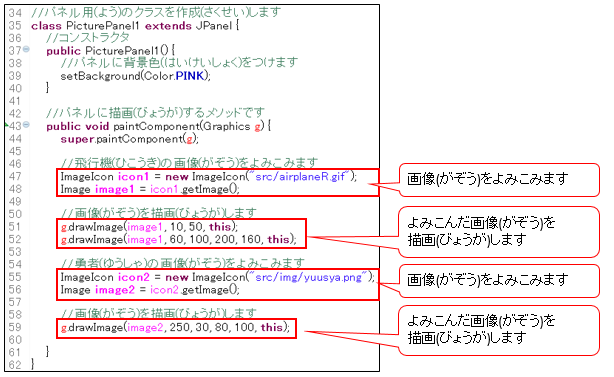 34 //パネル用(よう)のクラスを作成(さくせい)します
35 class PicturePanel1 extends JPanel {
36 //コンストラクタ
37 public PicturePanel1() {
38 //パネルに背景色((はいけいしょく)をつけます
39 setBackground(Color.PINK);
40 }
41
42 //パネルに描画(びょうが)するメソッドです
43 public void paintComponent(Graphics g) {
44 super.paintComponent(g);
45
46 //飛行機(ひこうき)の画像(がぞう)をよみこみます
47 ImageIcon icon1 = new ImageIcon("src/airplaneR.gif");
48 Image image1 = icon1.getImage();
画像(がぞう)をよみこみます
49
50 //画像(がぞう)を描画(びょうが)します
51 g.drawImage(image1, 10, 50, this);
52 g.drawImage(image1, 60, 100, 200, 160, this);
よみこんだ画像(がぞう)を
描画(びょうが)します
53
54 //勇者(ゆうしゃ)の画像(がぞう)をよみこみます
55 ImageIcon icon2 = new ImageIcon("src/img/yuusya.png");
56 Image image2 = icon2.getImage();
画像(がぞう)をよみこみます
57
58 //画像(がぞう)を描画(びょうが)します
59 g.drawImage(image2, 250, 30, 80, 100, this);
よみこんだ画像(がぞう)を
描画(びょうが)します
60
61 }
62 }